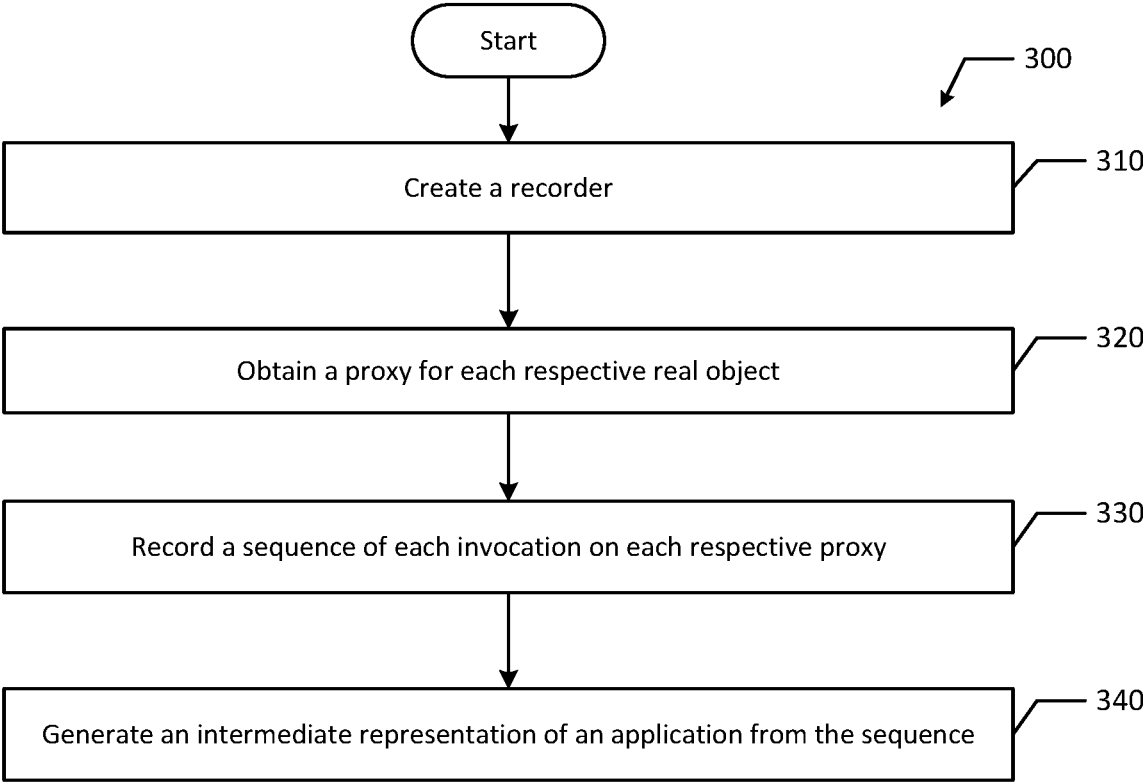 Start
300
Create a recorder
310
Obtain a proxy for each respective real object
320
Record a sequence of each invocation on each respective proxy
330
Generate an intermediate representation of an application from the sequence
340